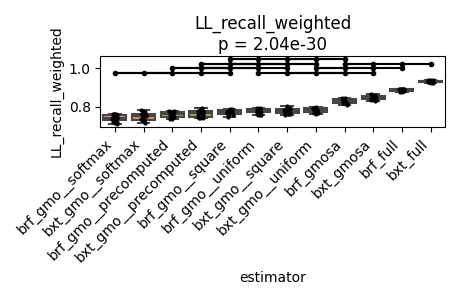 LL_recall_weighted
p = 2.04e-30
LL_recall_weighted
1.0
0.8
brf_gmo__softmax
bxt_gmo__softmax
brf_gmo__precomputed
bxt_gmo__precomputed
brf_gmo__square
brf_gmo__uniform
bxt_gmo__square
bxt_gmo__uniform
brf_gmosa
bxt_gmosa
brf_full
bxt_full
estimator